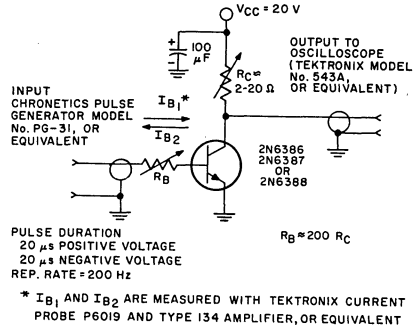 VCC = 20 V
+
−
100
μF
RC≈
2-20 Ω
OUTPUT TO
OSCILLOSCOPE
(TEKTRONIX MODEL
No. 543A,
OR EQUIVALENT)
INPUT
CHRONETICS PULSE
GENERATOR MODEL
No. PG-31, OR
EQUIVALENT
IB1*
IB2
RB
2N6386
2N6387
OR
2N6388
PULSE DURATION
20 μs POSITIVE VOLTAGE
20 μs NEGATIVE VOLTAGE
REP. RATE = 200 Hz
RB≈200 RC
* IB1 AND IB2 ARE MEASURED WITH TEKTRONIX CURRENT
PROBE P6019 AND TYPE 134 AMPLIFIER, OR EQUIVALENT